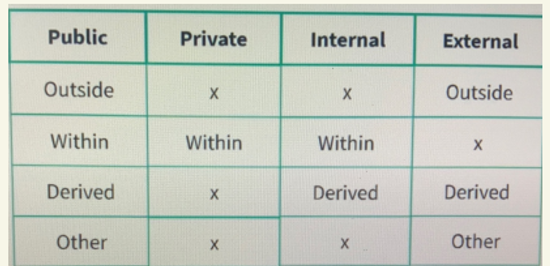 Public Private Internal External
Outside x x Outside
Within Within Within x
Derived x Derived Derived
Other x x Other